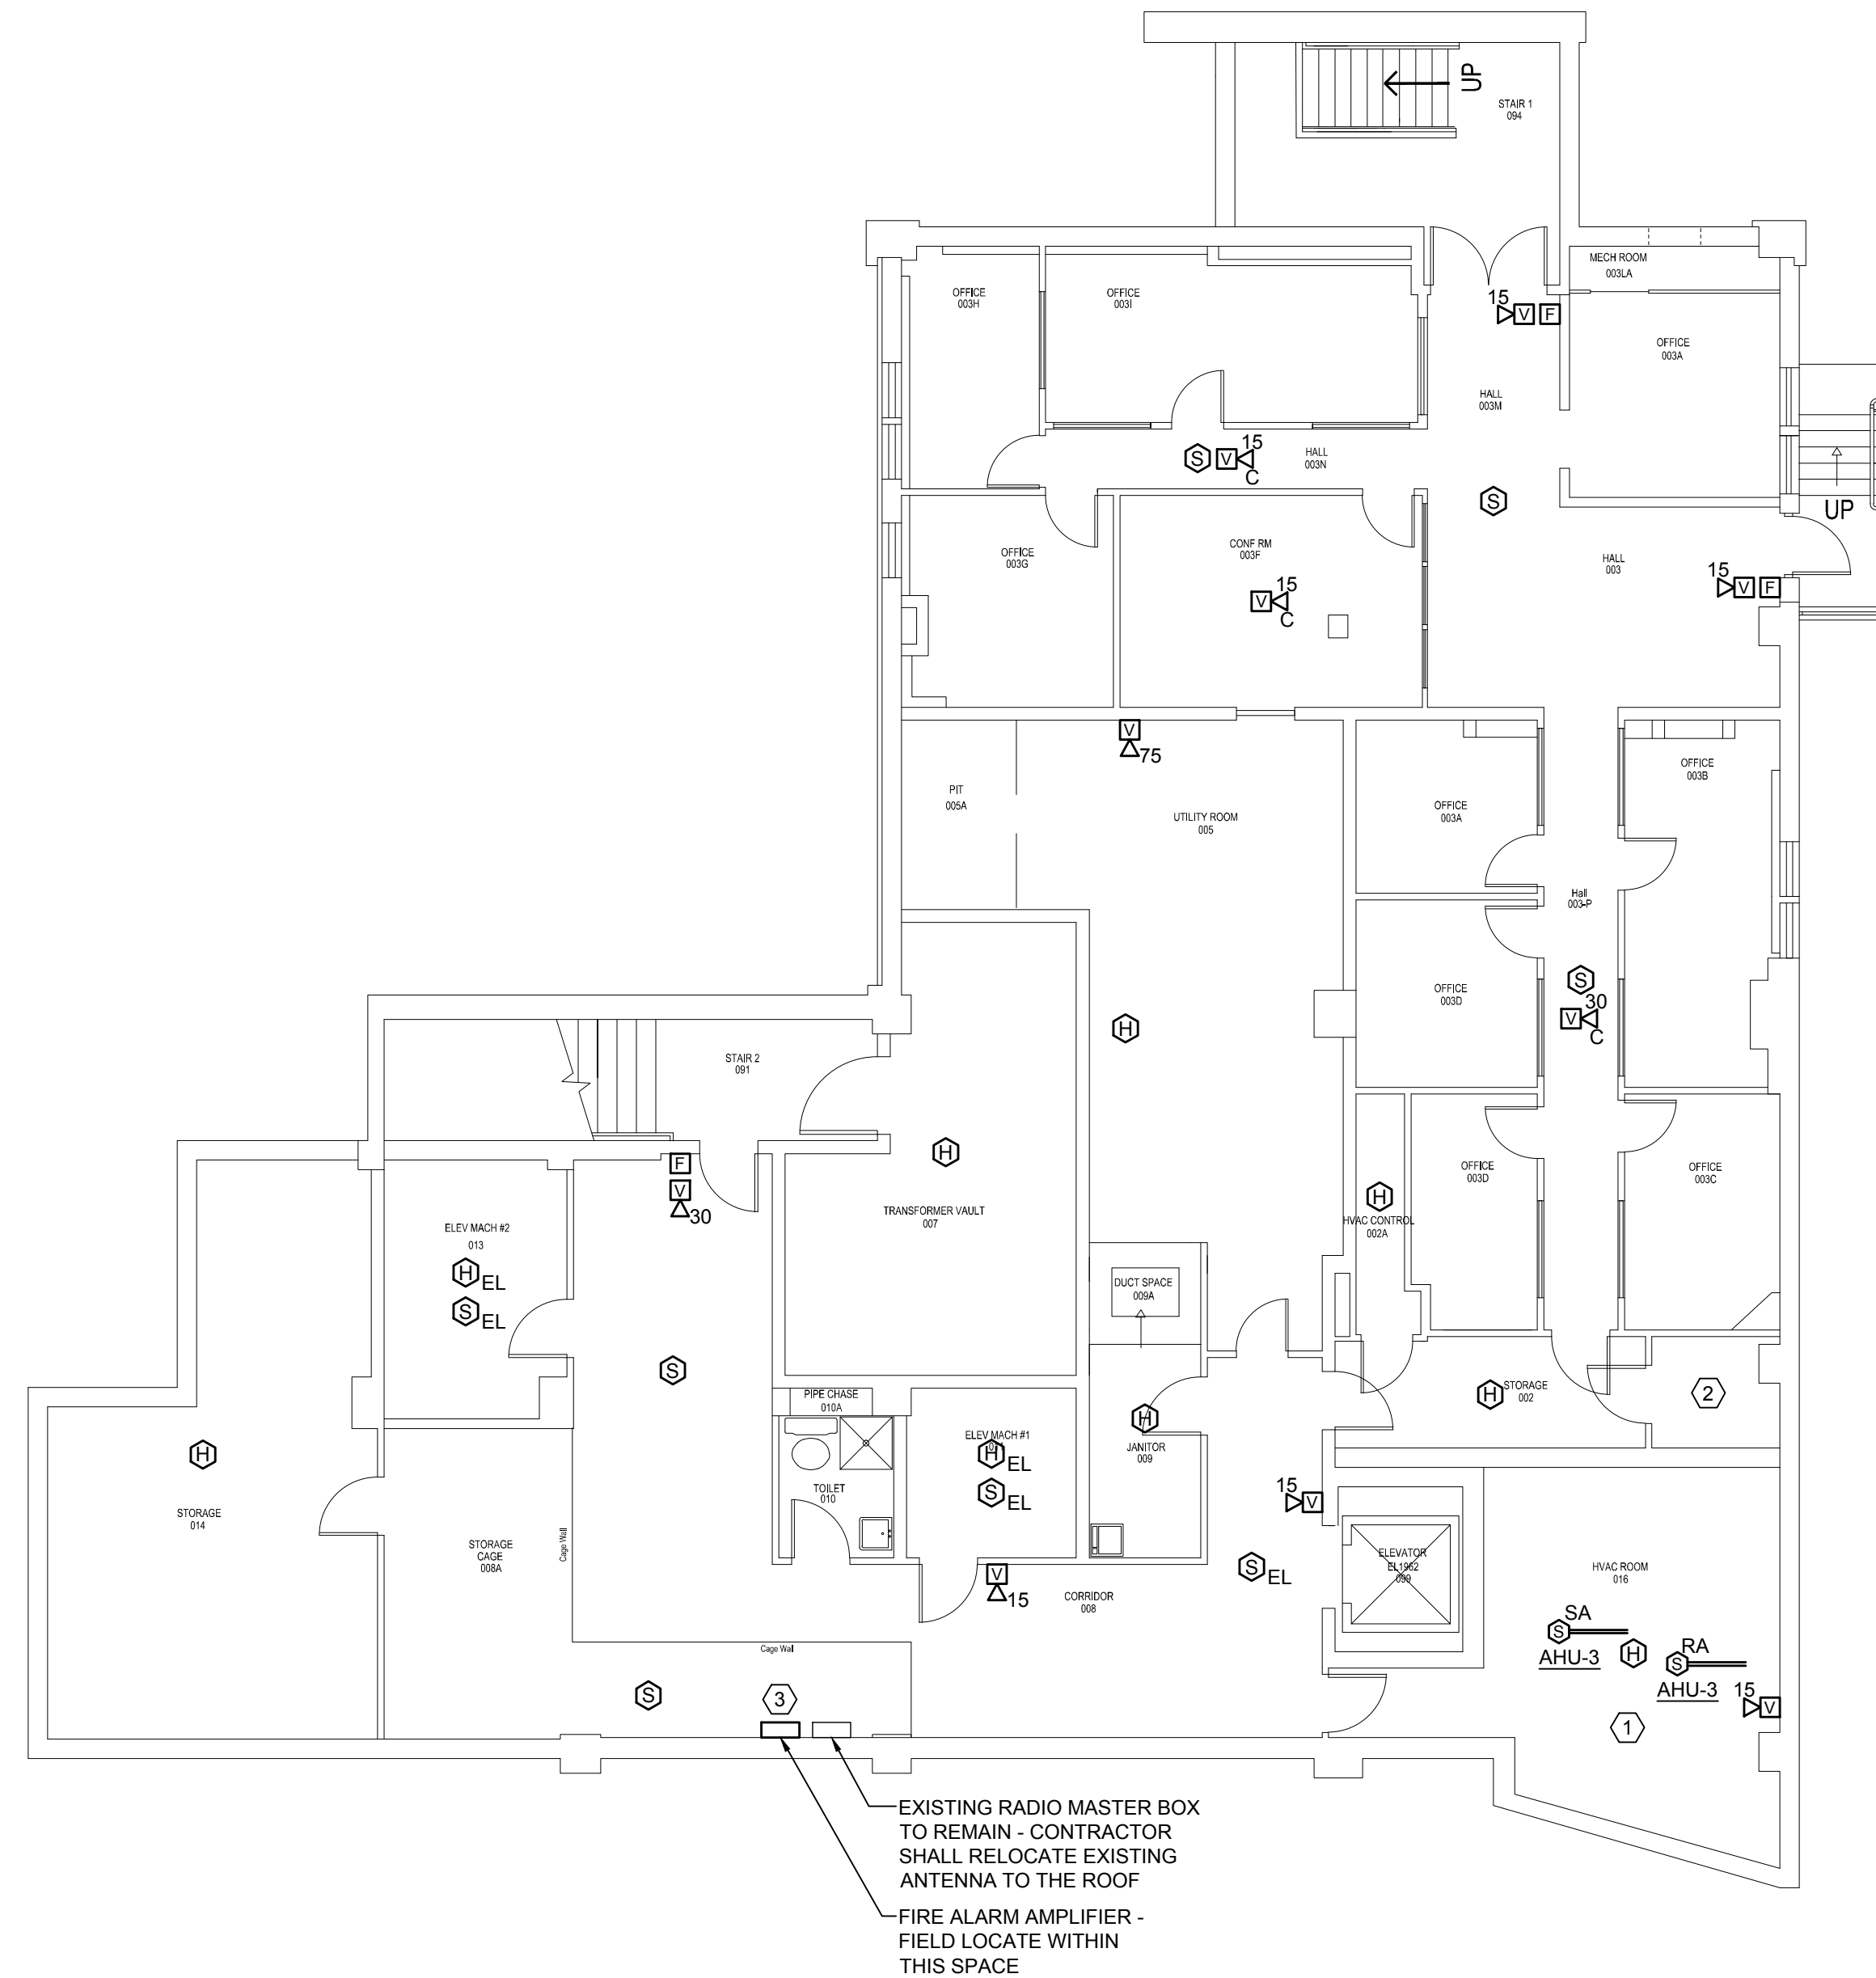 UP
STAIR 1
094
MECH ROOM
003LA
OFFICE
003H
OFFICE
003I
15
V
F
OFFICE
003A
HALL
003M
S
V
15
C
HALL
003N
S
UP
OFFICE
003G
CONF RM
003F
V
15
C
HALL
003
15
V
F
V
75
PIT
005A
UTILITY ROOM
005
OFFICE
003A
OFFICE
003B
Hall
003-P
OFFICE
003D
S
30
V
C
H
STAIR 2
091
H
F
V
30
TRANSFORMER VAULT
007
H
HVAC CONTROL
002A
OFFICE
003D
OFFICE
003C
ELEV MACH #2
013
H
EL
S
EL
DUCT SPACE
009A
S
PIPE CHASE
010A
H
STORAGE
002
2
H
STORAGE
014
STORAGE
CAGE
008A
Cage Wall
TOILET
010
ELEV MACH #1
H
EL
S
EL
H
JANITOR
009
15
V
ELEVATOR
EL1962
099
HVAC ROOM
016
S
EL
V
15
CORRIDOR
008
Cage Wall
S
3
SA
S
AHU-3
H
RA
S
AHU-3
15
V
1
EXISTING RADIO MASTER BOX
TO REMAIN - CONTRACTOR
SHALL RELOCATE EXISTING
ANTENNA TO THE ROOF
FIRE ALARM AMPLIFIER -
FIELD LOCATE WITHIN
THIS SPACE